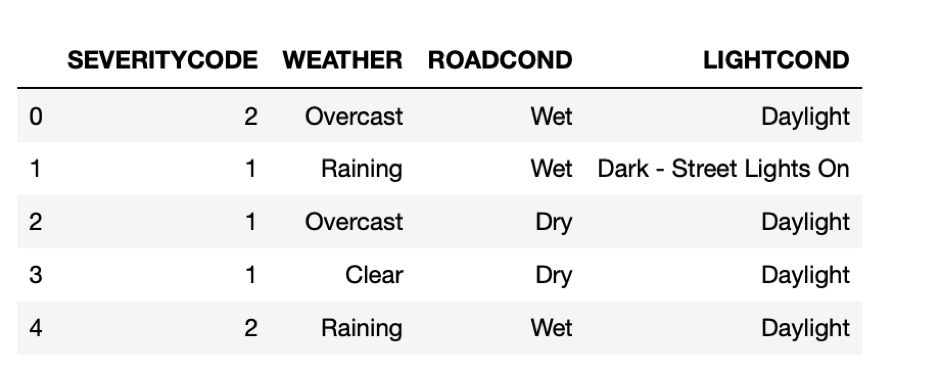 SEVERITYCODE WEATHER ROADCOND LIGHTCOND
0 2 Overcast Wet Daylight
1 1 Raining Wet Dark - Street Lights On
2 1 Overcast Dry Daylight
3 1 Clear Dry Daylight
4 2 Raining Wet Daylight